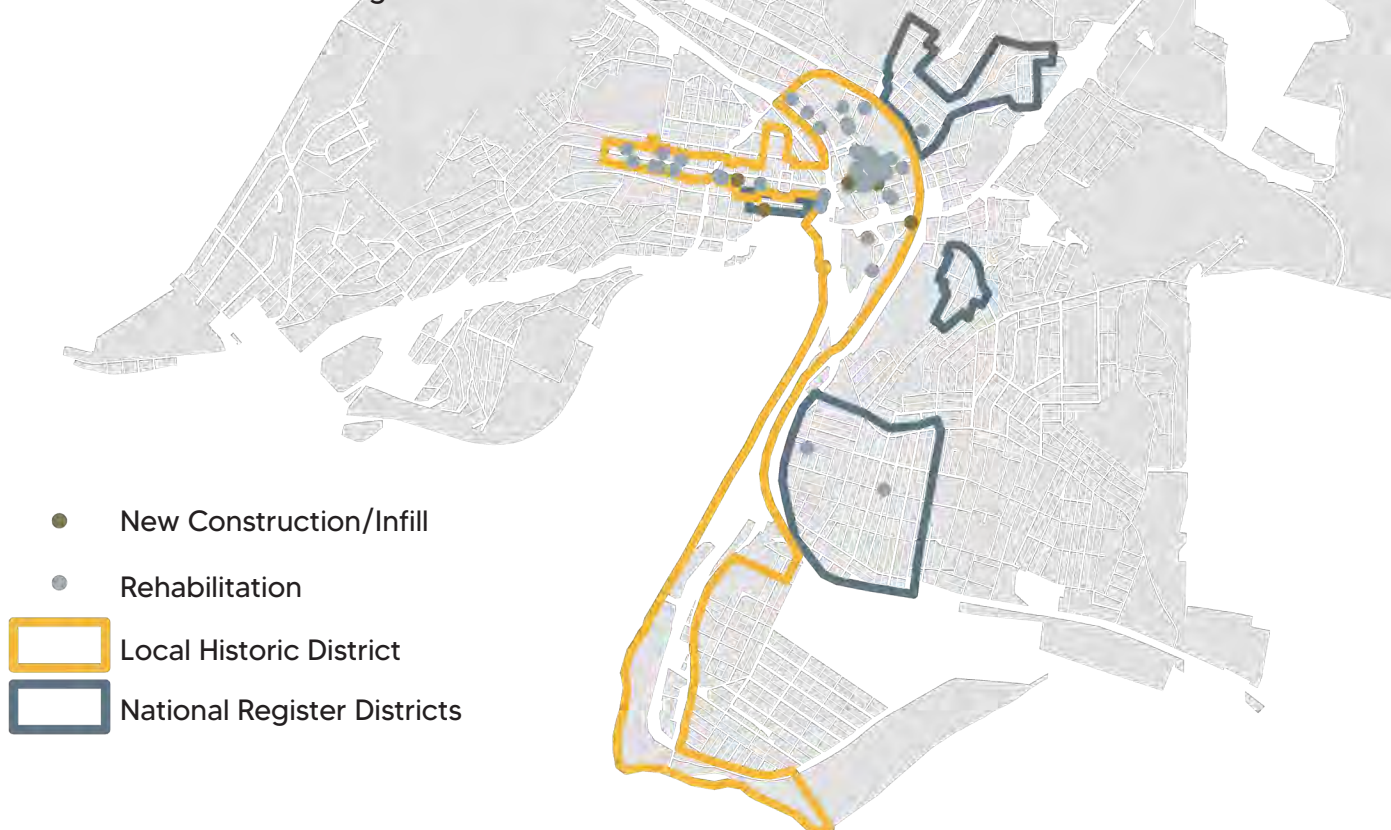 New Construction/Infill
Rehabilitation
Local Historic District
National Register Districts